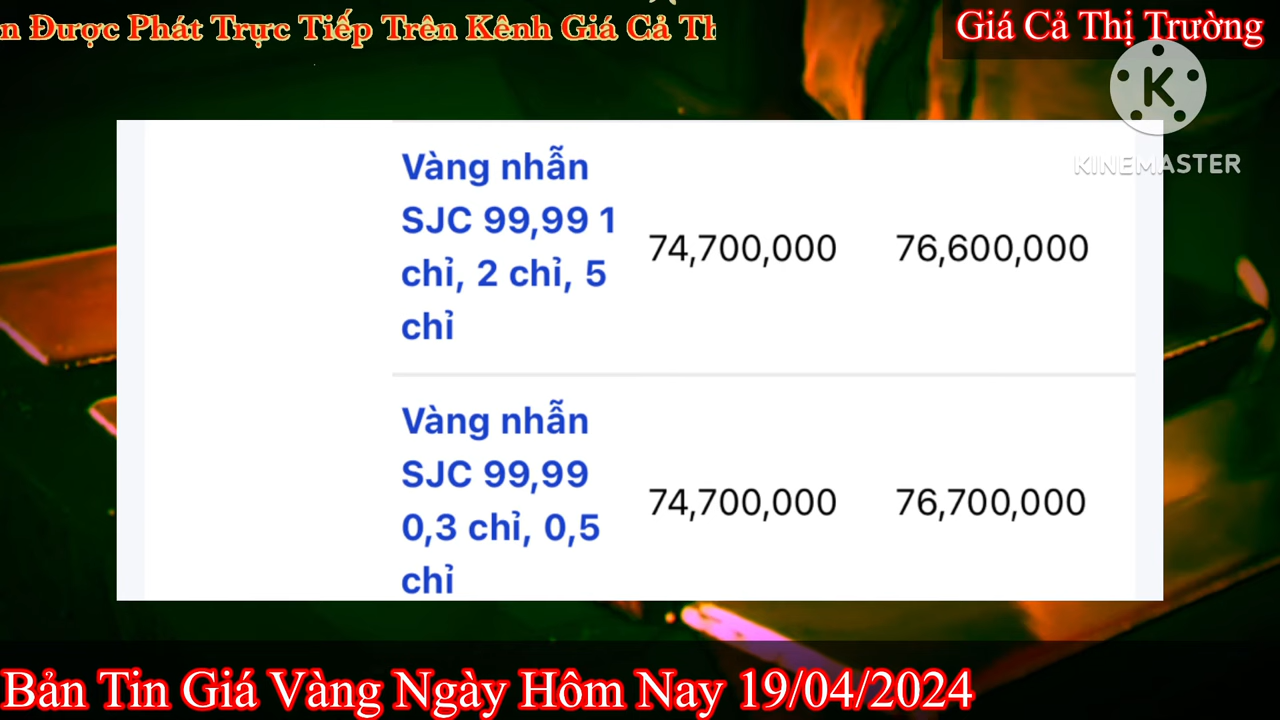 n Được Phát Trực Tiếp Trên Kênh Giá Cả Th
Giá Cả Thị Trường
K
KINEMASTER
Vàng nhẫn
SJC 99,99 1
chỉ, 2 chỉ, 5
chỉ
74,700,000
76,600,000
Vàng nhẫn
SJC 99,99
0,3 chỉ, 0,5
chỉ
74,700,000
76,700,000
Bản Tin Giá Vàng Ngày Hôm Nay 19/04/2024